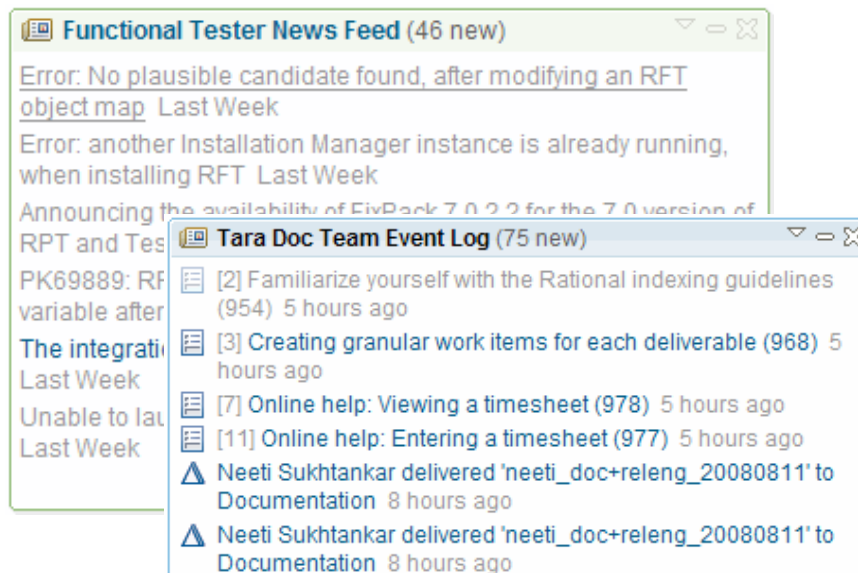 Functional Tester News Feed (46 new)
Error: No plausible candidate found, after modifying an RFT
object map Last Week
Error: another Installation Manager instance is already running,
when installing RFT Last Week
Announcing the availability of FixPack 7.0.2.2 for the 7.0 version of
RPT and Tes
PK69889: RF
variable after
The integrati
Last Week
Unable to lau
Last Week
Tara Doc Team Event Log (75 new)
[2] Familiarize yourself with the Rational indexing guidelines
(954) 5 hours ago
[3] Creating granular work items for each deliverable (968) 5
hours ago
[7] Online help: Viewing a timesheet (978) 5 hours ago
[11] Online help: Entering a timesheet (977) 5 hours ago
Neeti Sukhtankar delivered 'neeti_doc+releng_20080811' to
Documentation 8 hours ago
Neeti Sukhtankar delivered 'neeti_doc+releng_20080811' to
Documentation 8 hours ago